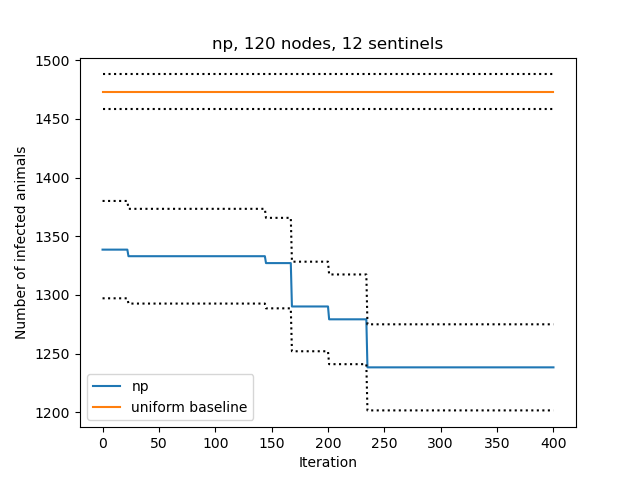 np, 120 nodes, 12 sentinels
Number of infected animals
1500
1450
1400
1350
1300
1250
1200
np
uniform baseline
0 50 100 150 200 250 300 350 400
Iteration